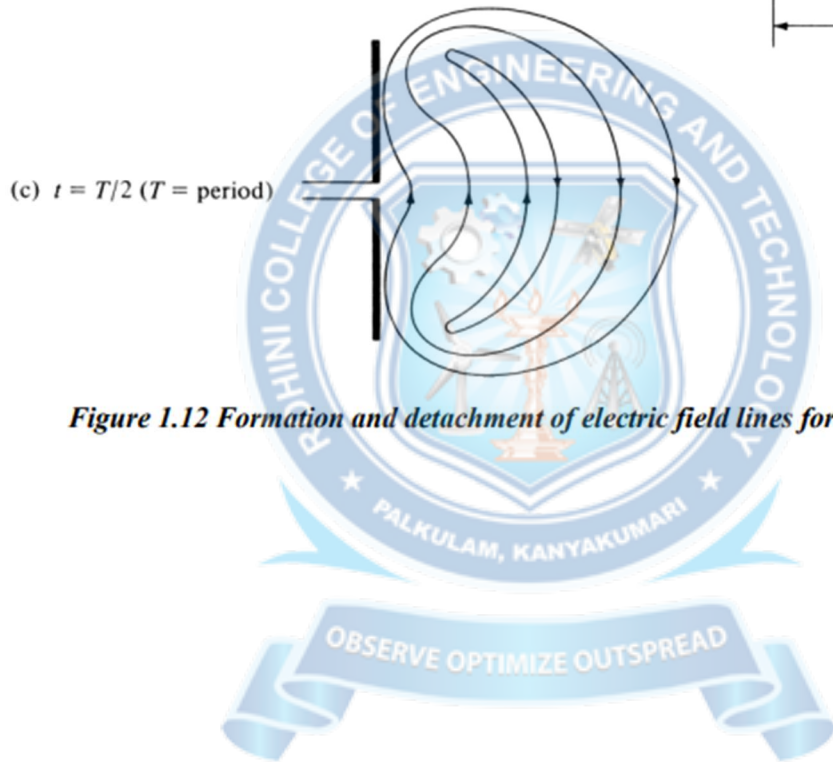 (c) t = T/2 (T = period)
Figure 1.12 Formation and detachment of electric field lines for
ROHINI COLLEGE OF ENGINEERING AND TECHNOLOGY
★ PALKULAM, KANYAKUMARI ★
OBSERVE OPTIMIZE OUTSPREAD